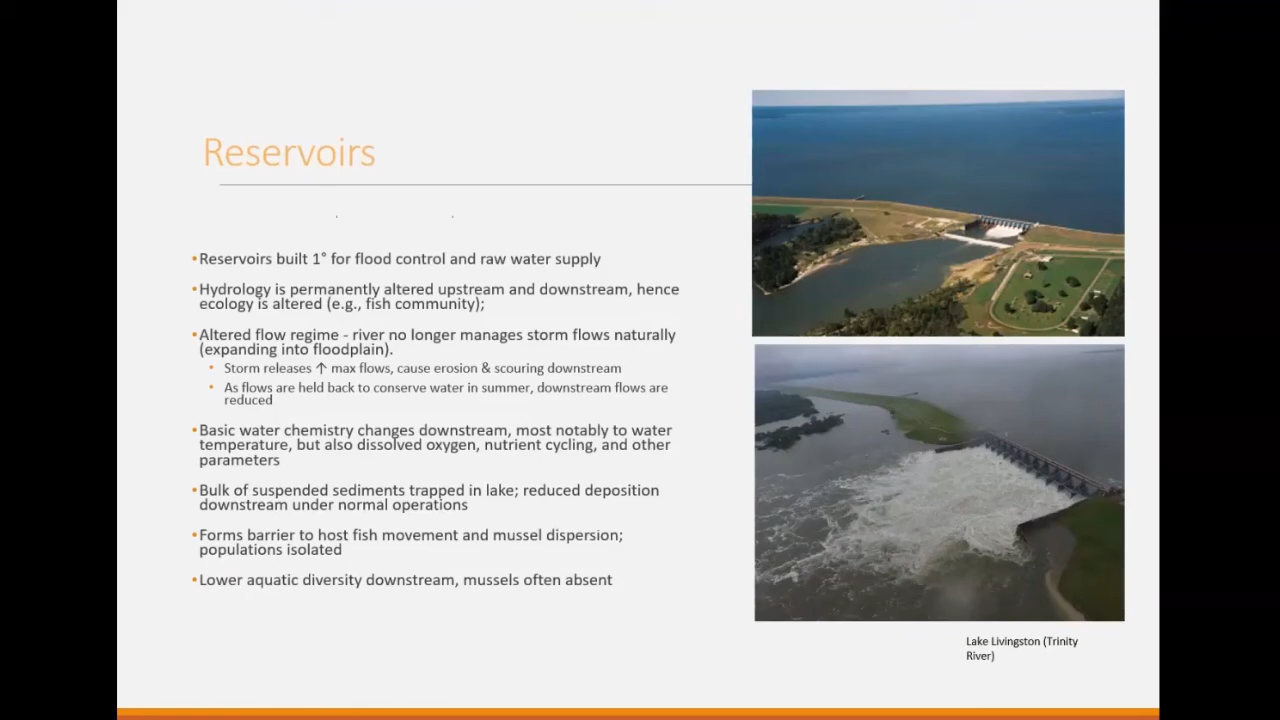 Reservoirs
•Reservoirs built 1° for flood control and raw water supply
•Hydrology is permanently altered upstream and downstream, hence
ecology is altered (e.g., fish community);
•Altered flow regime - river no longer manages storm flows naturally
(expanding into floodplain).
• Storm releases ↑ max flows, cause erosion & scouring downstream
• As flows are held back to conserve water in summer, downstream flows are
reduced
•Basic water chemistry changes downstream, most notably to water
temperature, but also dissolved oxygen, nutrient cycling, and other
parameters
•Bulk of suspended sediments trapped in lake; reduced deposition
downstream under normal operations
•Forms barrier to host fish movement and mussel dispersion;
populations isolated
•Lower aquatic diversity downstream, mussels often absent
Lake Livingston (Trinity
River)